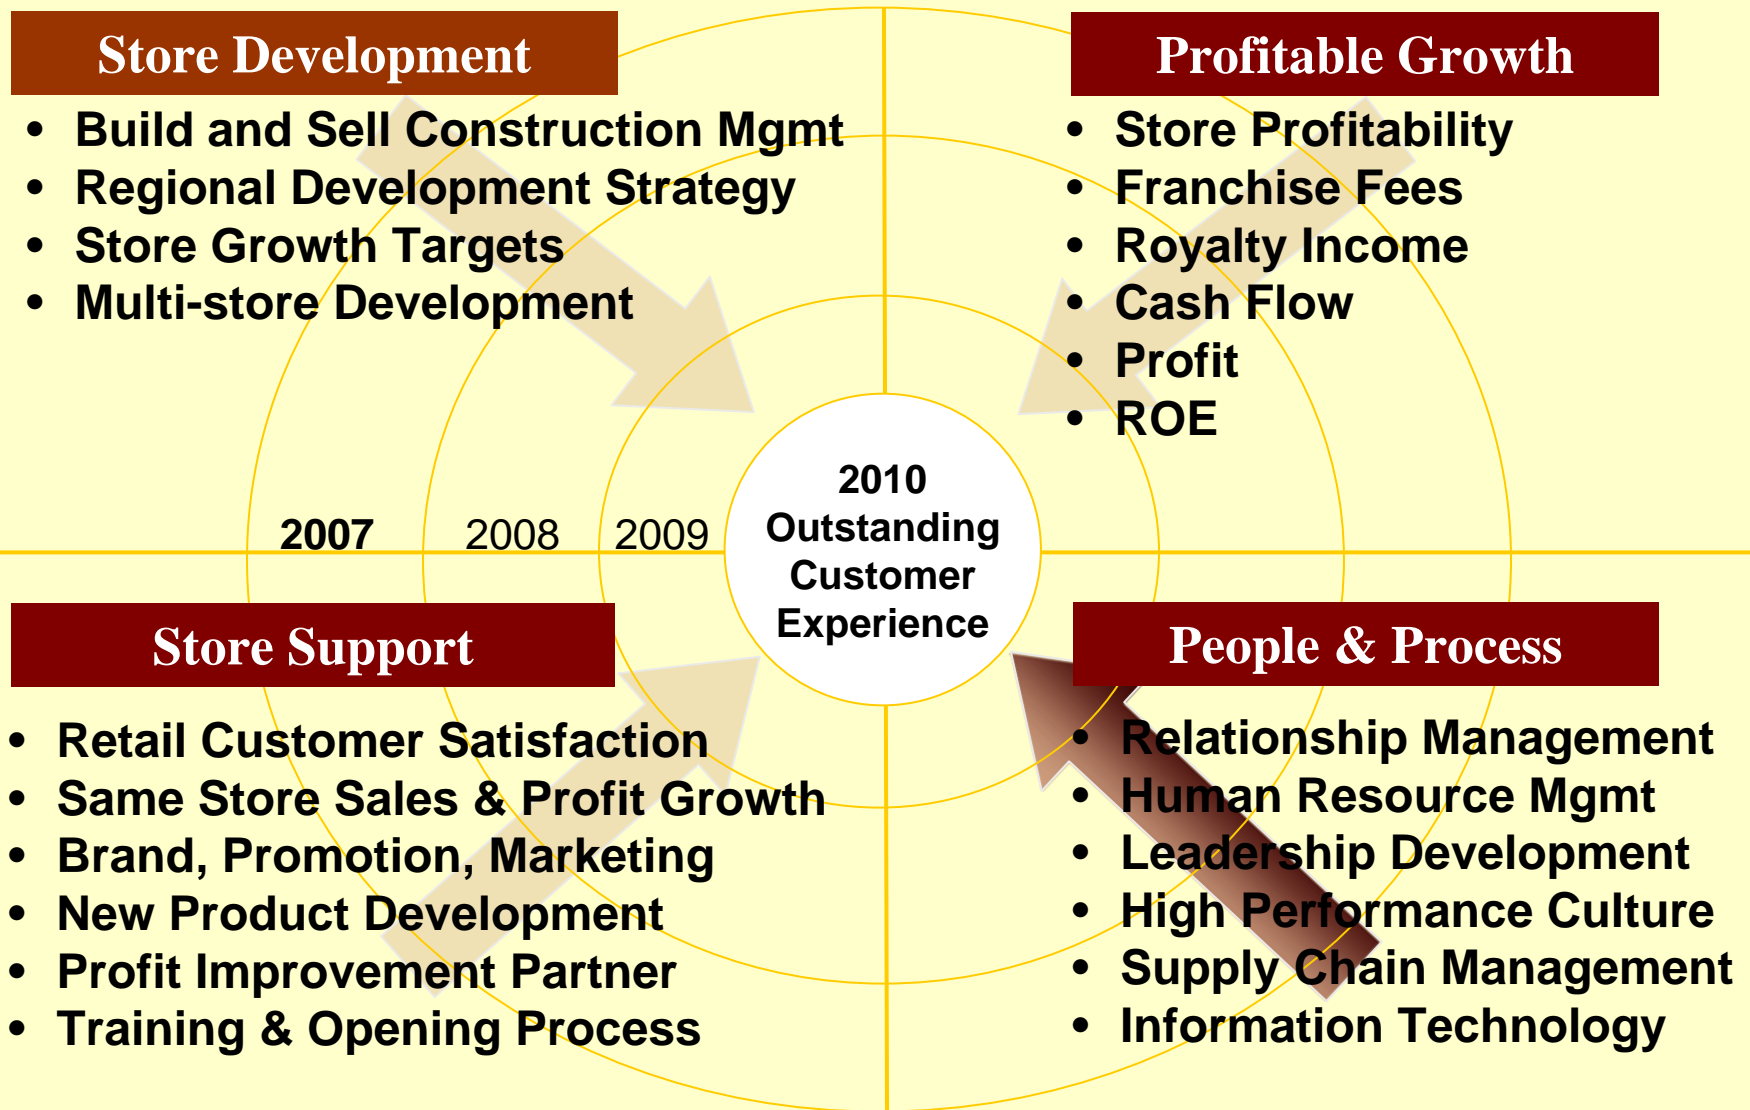 Store Development
• Build and Sell Construction Mgmt
• Regional Development Strategy
• Store Growth Targets
• Multi-store Development
Profitable Growth
• Store Profitability
• Franchise Fees
• Royalty Income
• Cash Flow
• Profit
• ROE
2007 2008 2009
2010
Outstanding
Customer
Experience
Store Support
• Retail Customer Satisfaction
• Same Store Sales & Profit Growth
• Brand, Promotion, Marketing
• New Product Development
• Profit Improvement Partner
• Training & Opening Process
People & Process
• Relationship Management
• Human Resource Mgmt
• Leadership Development
• High Performance Culture
• Supply Chain Management
• Information Technology